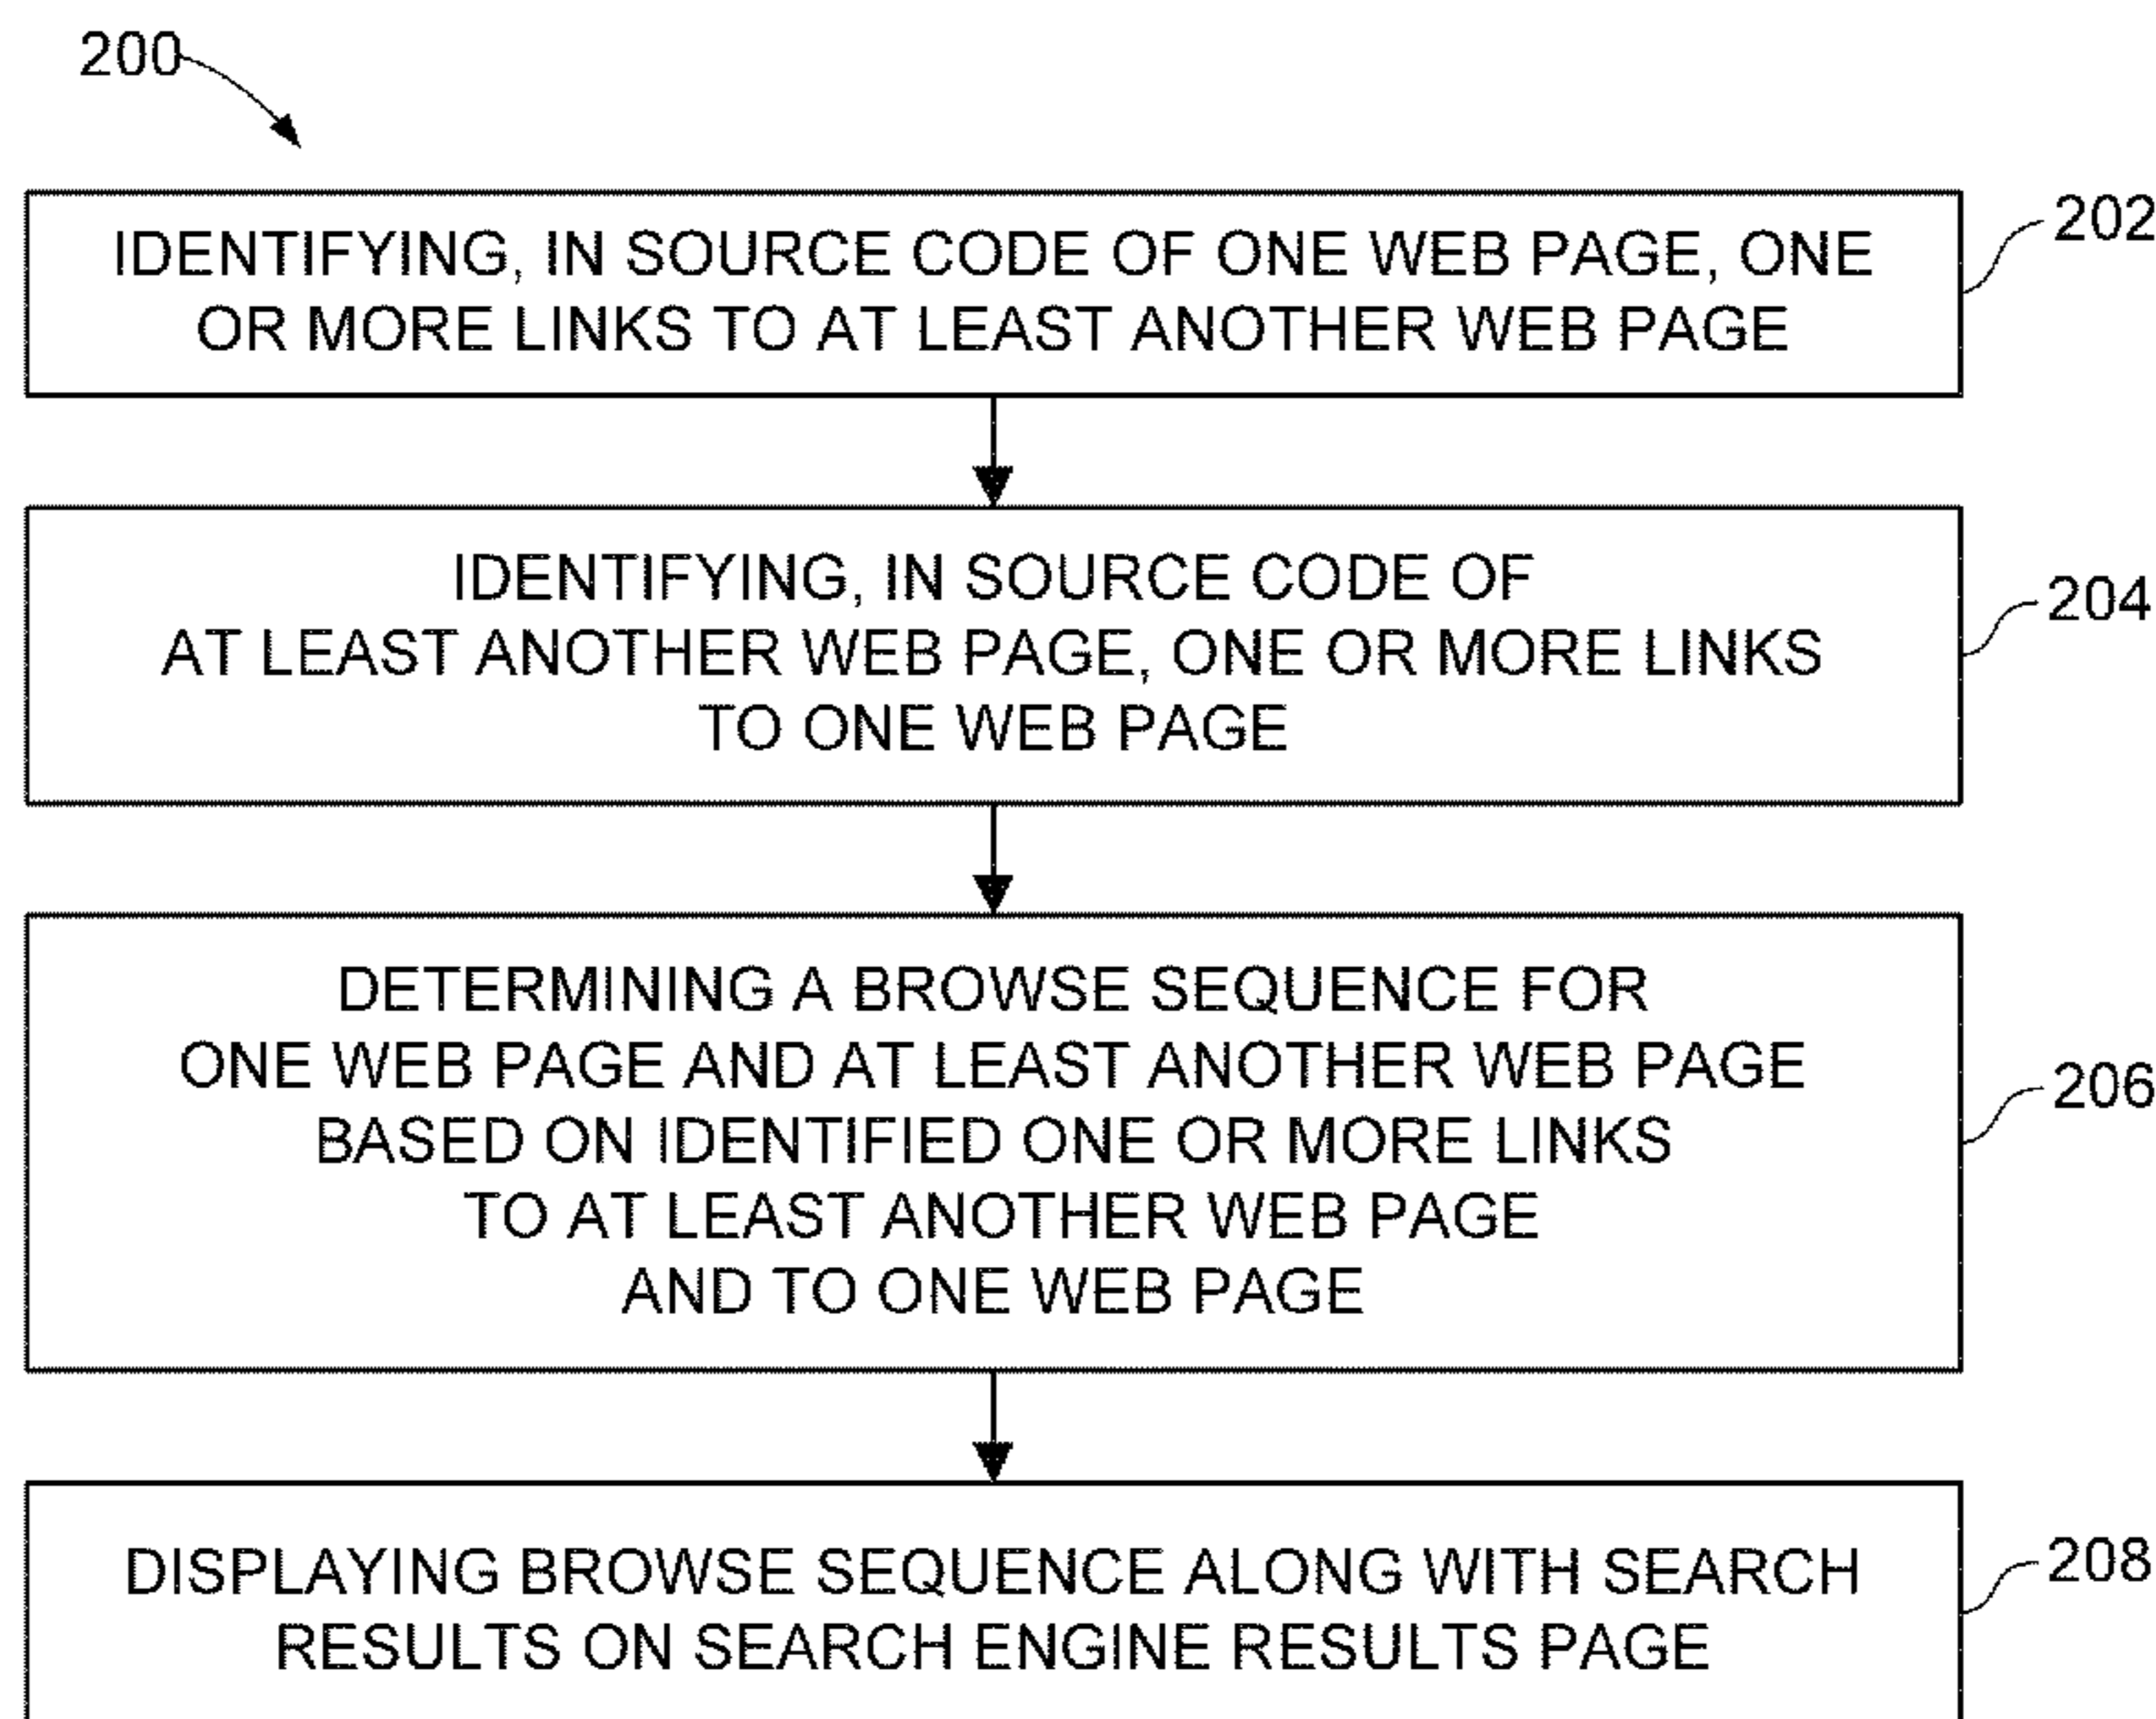 200
IDENTIFYING, IN SOURCE CODE OF ONE WEB PAGE, ONE
OR MORE LINKS TO AT LEAST ANOTHER WEB PAGE
202
IDENTIFYING, IN SOURCE CODE OF
AT LEAST ANOTHER WEB PAGE, ONE OR MORE LINKS
TO ONE WEB PAGE
204
DETERMINING A BROWSE SEQUENCE FOR
ONE WEB PAGE AND AT LEAST ANOTHER WEB PAGE
BASED ON IDENTIFIED ONE OR MORE LINKS
TO AT LEAST ANOTHER WEB PAGE
AND TO ONE WEB PAGE
206
DISPLAYING BROWSE SEQUENCE ALONG WITH SEARCH
RESULTS ON SEARCH ENGINE RESULTS PAGE
208